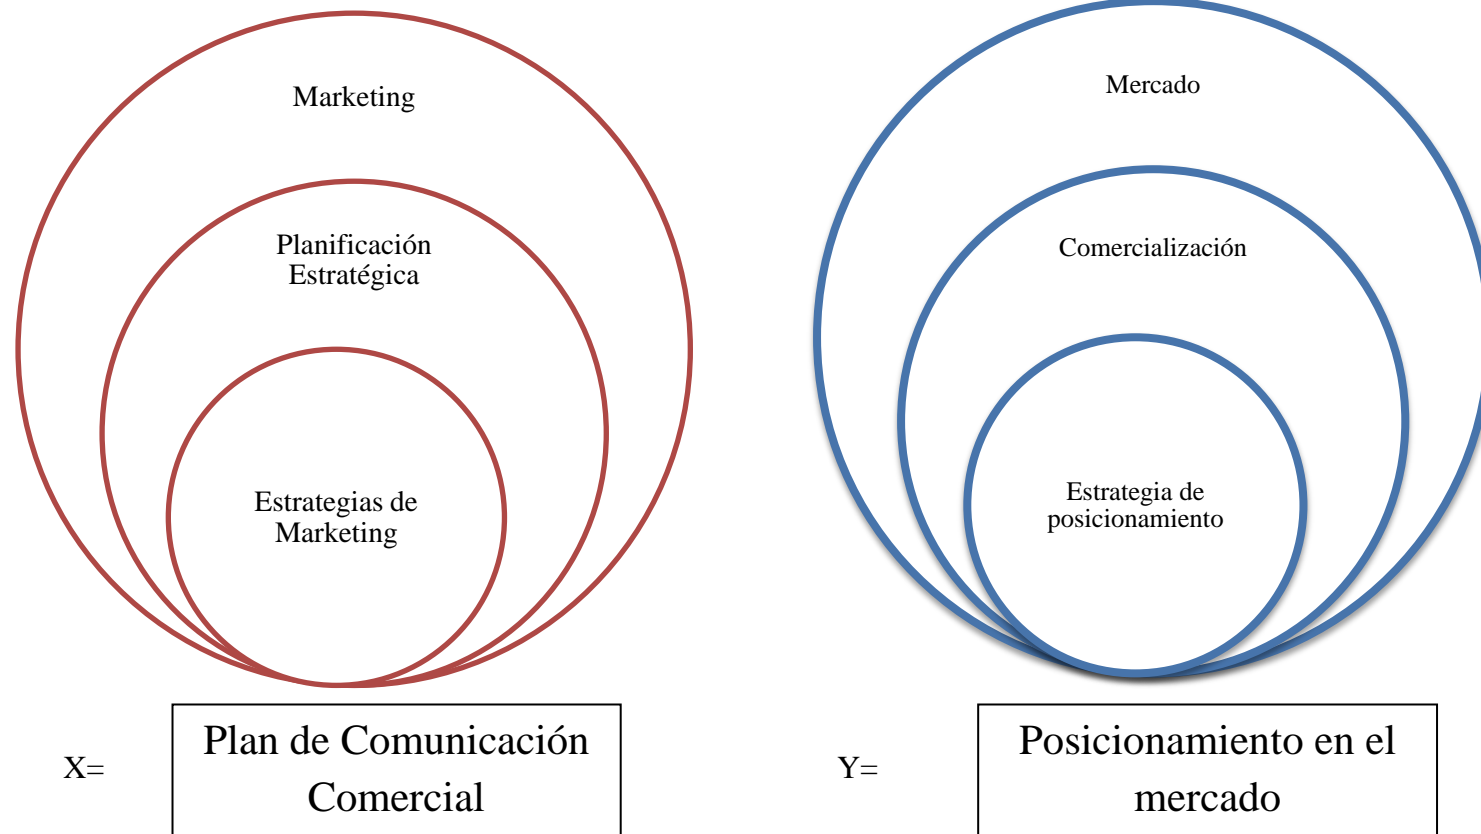 Marketing
Planificación
Estratégica
Estrategias de
Marketing
X=
Plan de Comunicación
Comercial
Mercado
Comercialización
Estrategia de
posicionamiento
Y=
Posicionamiento en el
mercado